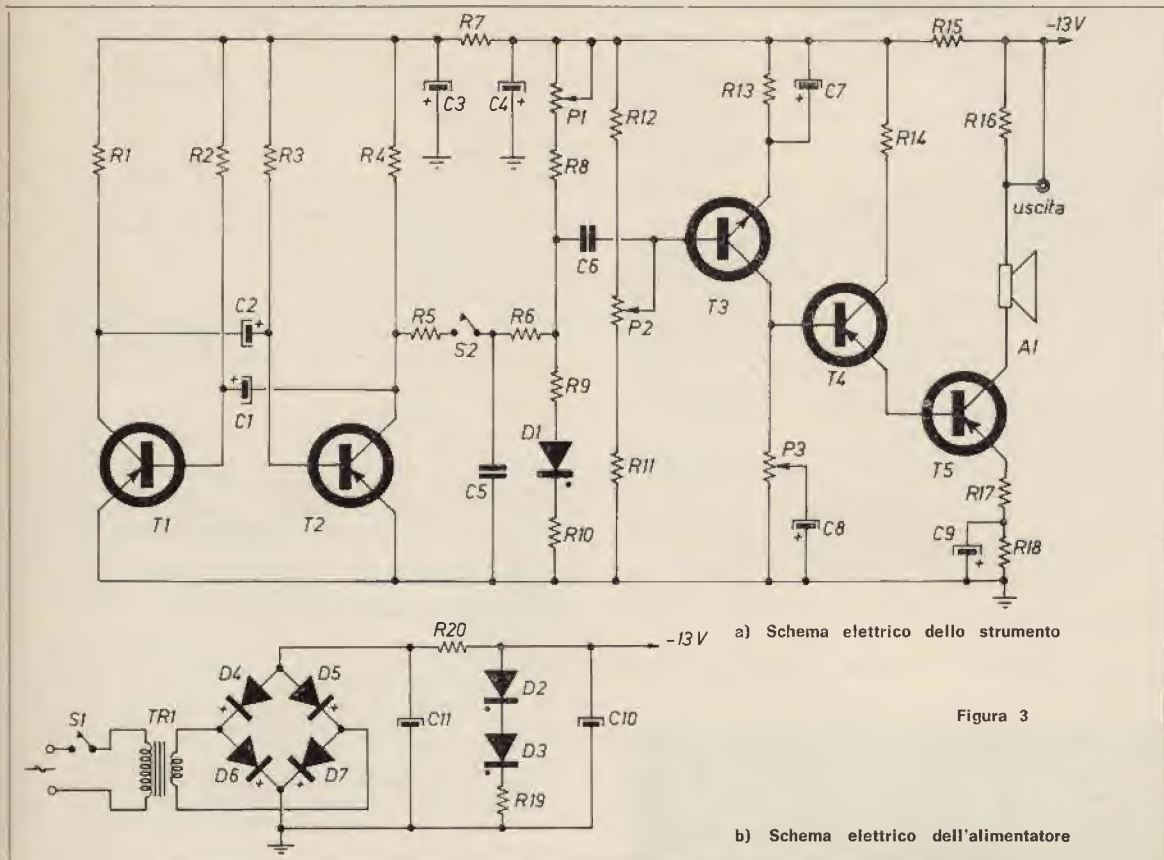 R7
R15
-13V
C3
C4
P1
R12
R13
C7
R16
R1
R2
R3
R4
R8
R14
uscita
C6
T3
C2
R5
S2
R6
P2
A1
C1
R9
T4
D1
P3
C5
R11
T5
R17
T1
T2
R10
C8
C9
R18
a) Schema elettrico dello strumento
R20
-13V
D4
D5
D2
Figura 3
S1
TR1
C11
C10
D6
D7
D3
R19
b) Schema elettrico dell'alimentatore